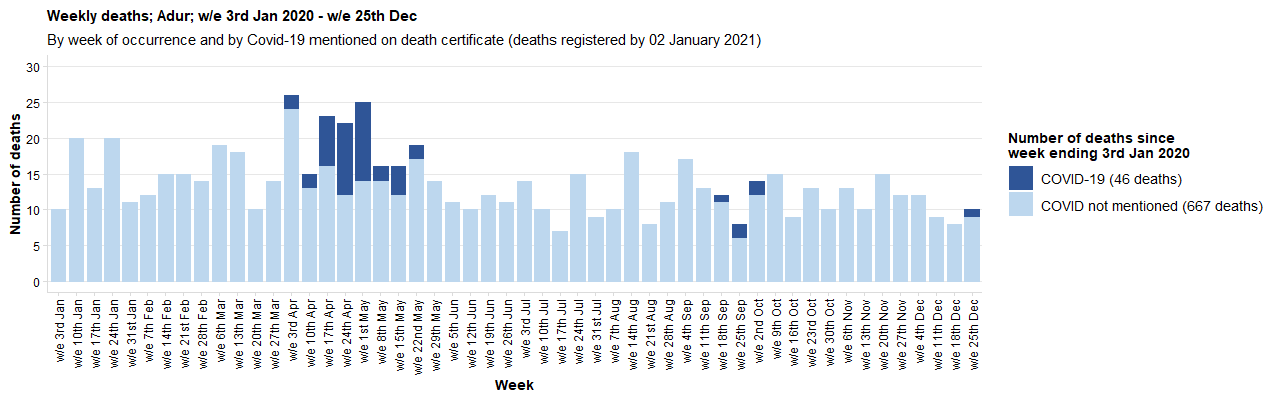 Weekly deaths; Adur; w/e 3rd Jan 2020 - w/e 25th Dec
By week of occurrence and by Covid-19 mentioned on death certificate (deaths registered by 02 January 2021)
30
25
20
15
10
5
0
Number of deaths
w/e 3rd Jan
w/e 10th Jan
w/e 17th Jan
w/e 24th Jan
w/e 31st Jan
w/e 7th Feb
w/e 14th Feb
w/e 21st Feb
w/e 28th Feb
w/e 6th Mar
w/e 13th Mar
w/e 20th Mar
w/e 27th Mar
w/e 3rd Apr
w/e 10th Apr
w/e 17th Apr
w/e 24th Apr
w/e 1st May
w/e 8th May
w/e 15th May
w/e 22nd May
w/e 29th May
w/e 5th Jun
w/e 12th Jun
w/e 19th Jun
w/e 26th Jun
w/e 3rd Jul
w/e 10th Jul
w/e 17th Jul
w/e 24th Jul
w/e 31st Jul
w/e 7th Aug
w/e 14th Aug
w/e 21st Aug
w/e 28th Aug
w/e 4th Sep
w/e 11th Sep
w/e 18th Sep
w/e 25th Sep
w/e 2nd Oct
w/e 9th Oct
w/e 16th Oct
w/e 23rd Oct
w/e 30th Oct
w/e 6th Nov
w/e 13th Nov
w/e 20th Nov
w/e 27th Nov
w/e 4th Dec
w/e 11th Dec
w/e 18th Dec
w/e 25th Dec
Week
Number of deaths since
week ending 3rd Jan 2020
COVID-19 (46 deaths)
COVID not mentioned (667 deaths)